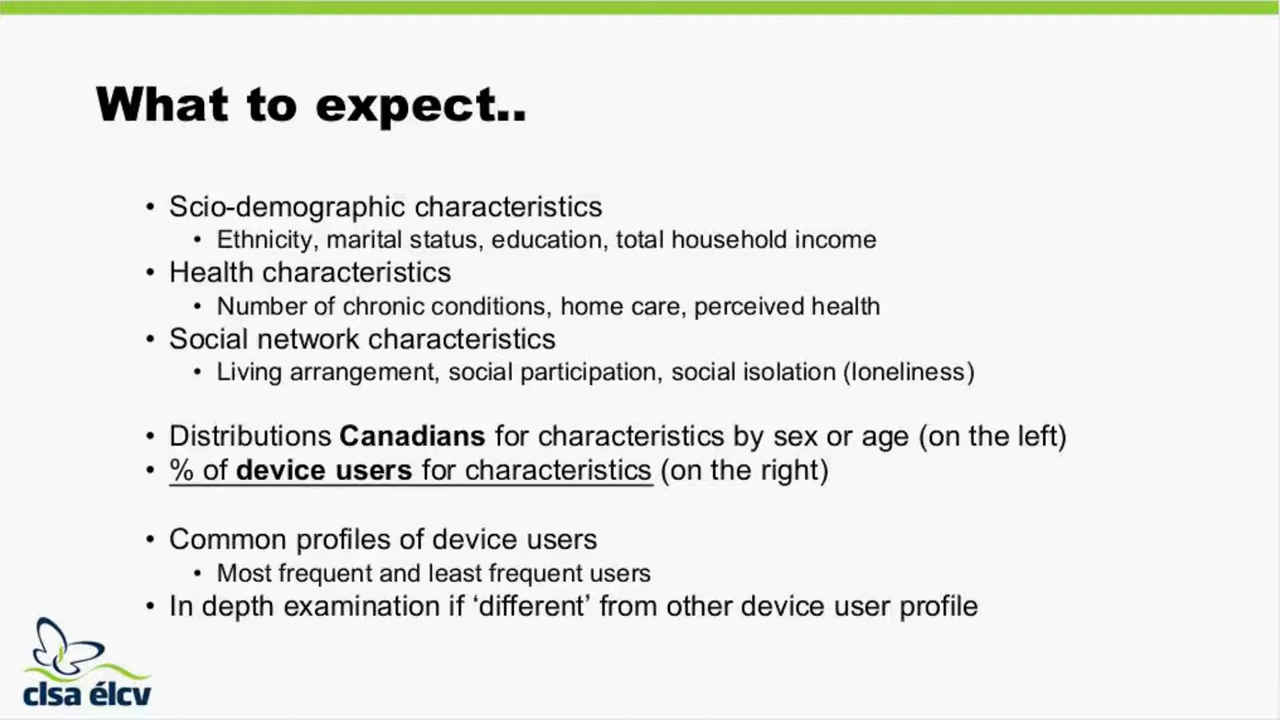 What to expect..
• Scio-demographic characteristics
• Ethnicity, marital status, education, total household income
• Health characteristics
• Number of chronic conditions, home care, perceived health
• Social network characteristics
• Living arrangement, social participation, social isolation (loneliness)
• Distributions Canadians for characteristics by sex or age (on the left)
• % of device users for characteristics (on the right)
• Common profiles of device users
• Most frequent and least frequent users
• In depth examination if ‘different’ from other device user profile
clsa élcv